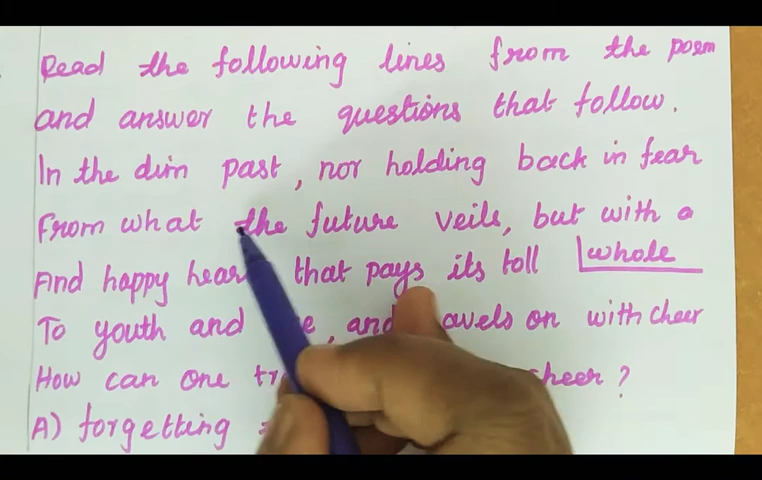 Read the following lines from the poem
and answer the questions that follow.
In the dim past, nor holding back in fear
From what the future veils, but with a
whole
And happy hear that pays its toll
To youth and , and avels on with cheer
How can one cheer?
A) forgetting